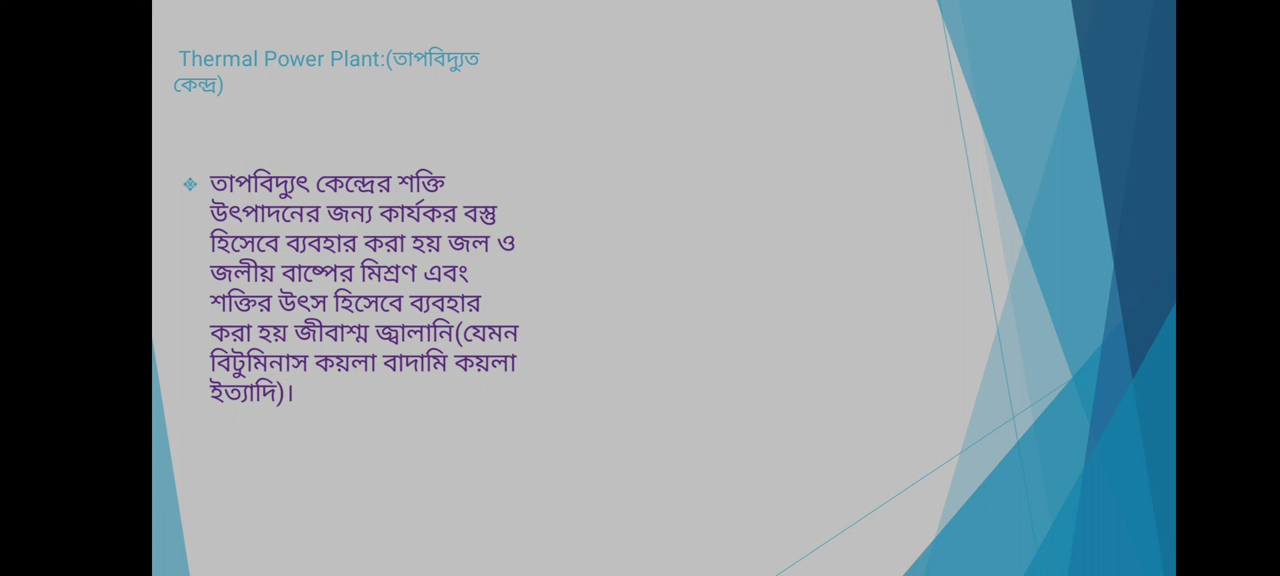 Thermal Power Plant:(তাপবিদ্যুত
কেন্দ্র)
তাপবিদ্যুৎ কেন্দ্রের শক্তি
উৎপাদনের জন্য কার্যকর বস্তু
হিসেবে ব্যবহার করা হয় জল ও
জলীয় বাষ্পের মিশ্রণ এবং
শক্তির উৎস হিসেবে ব্যবহার
করা হয় জীবাশ্ম জ্বালানি(যেমন
বিটুমিনাস কয়লা বাদামি কয়লা
ইত্যাদি)।